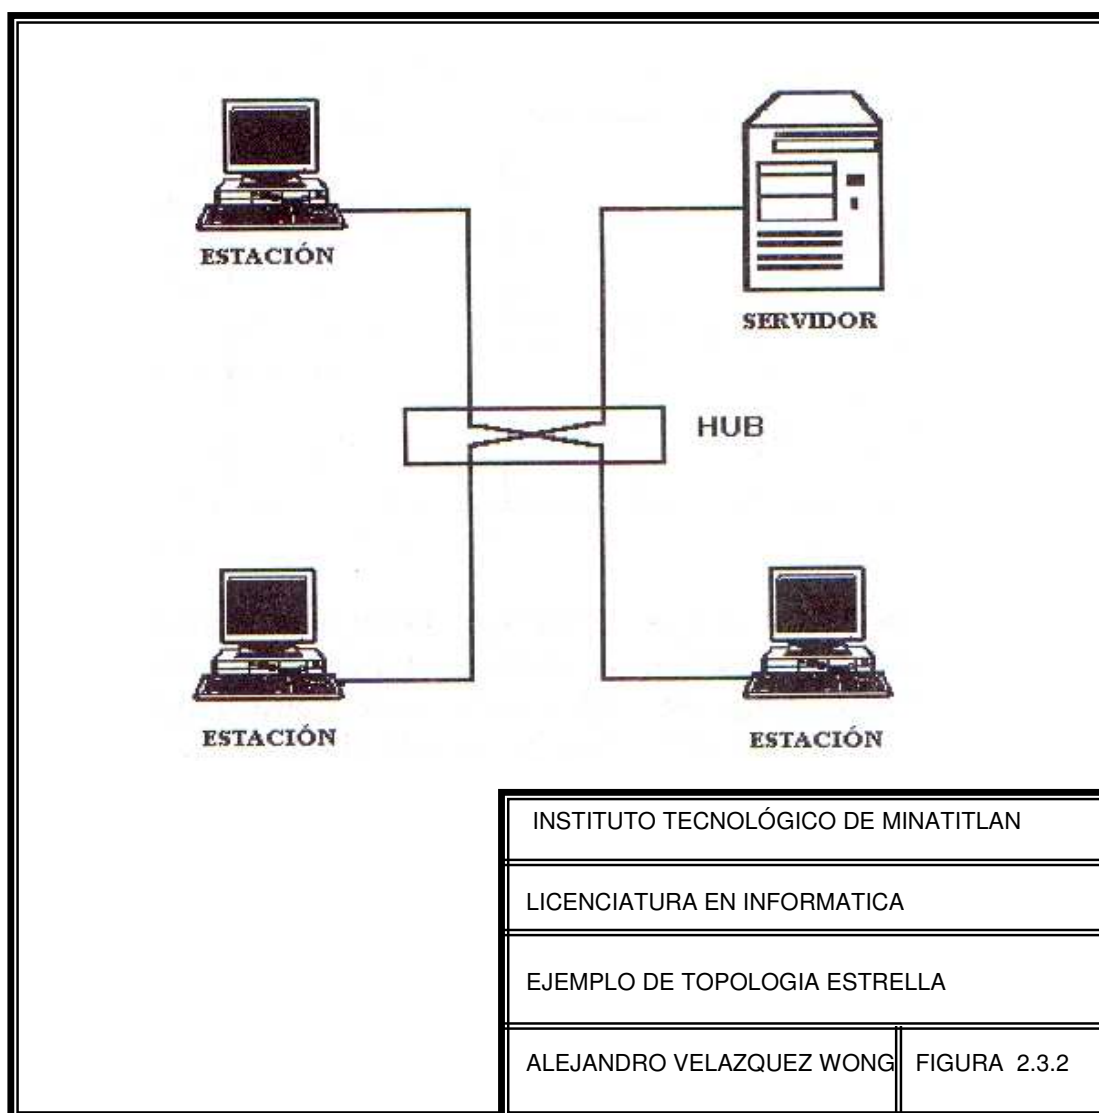 ESTACIÓN
SERVIDOR
HUB
ESTACIÓN
ESTACIÓN
INSTITUTO TECNOLÓGICO DE MINATITLAN
LICENCIATURA EN INFORMATICA
EJEMPLO DE TOPOLOGIA ESTRELLA
ALEJANDRO VELAZQUEZ WONG
FIGURA 2.3.2